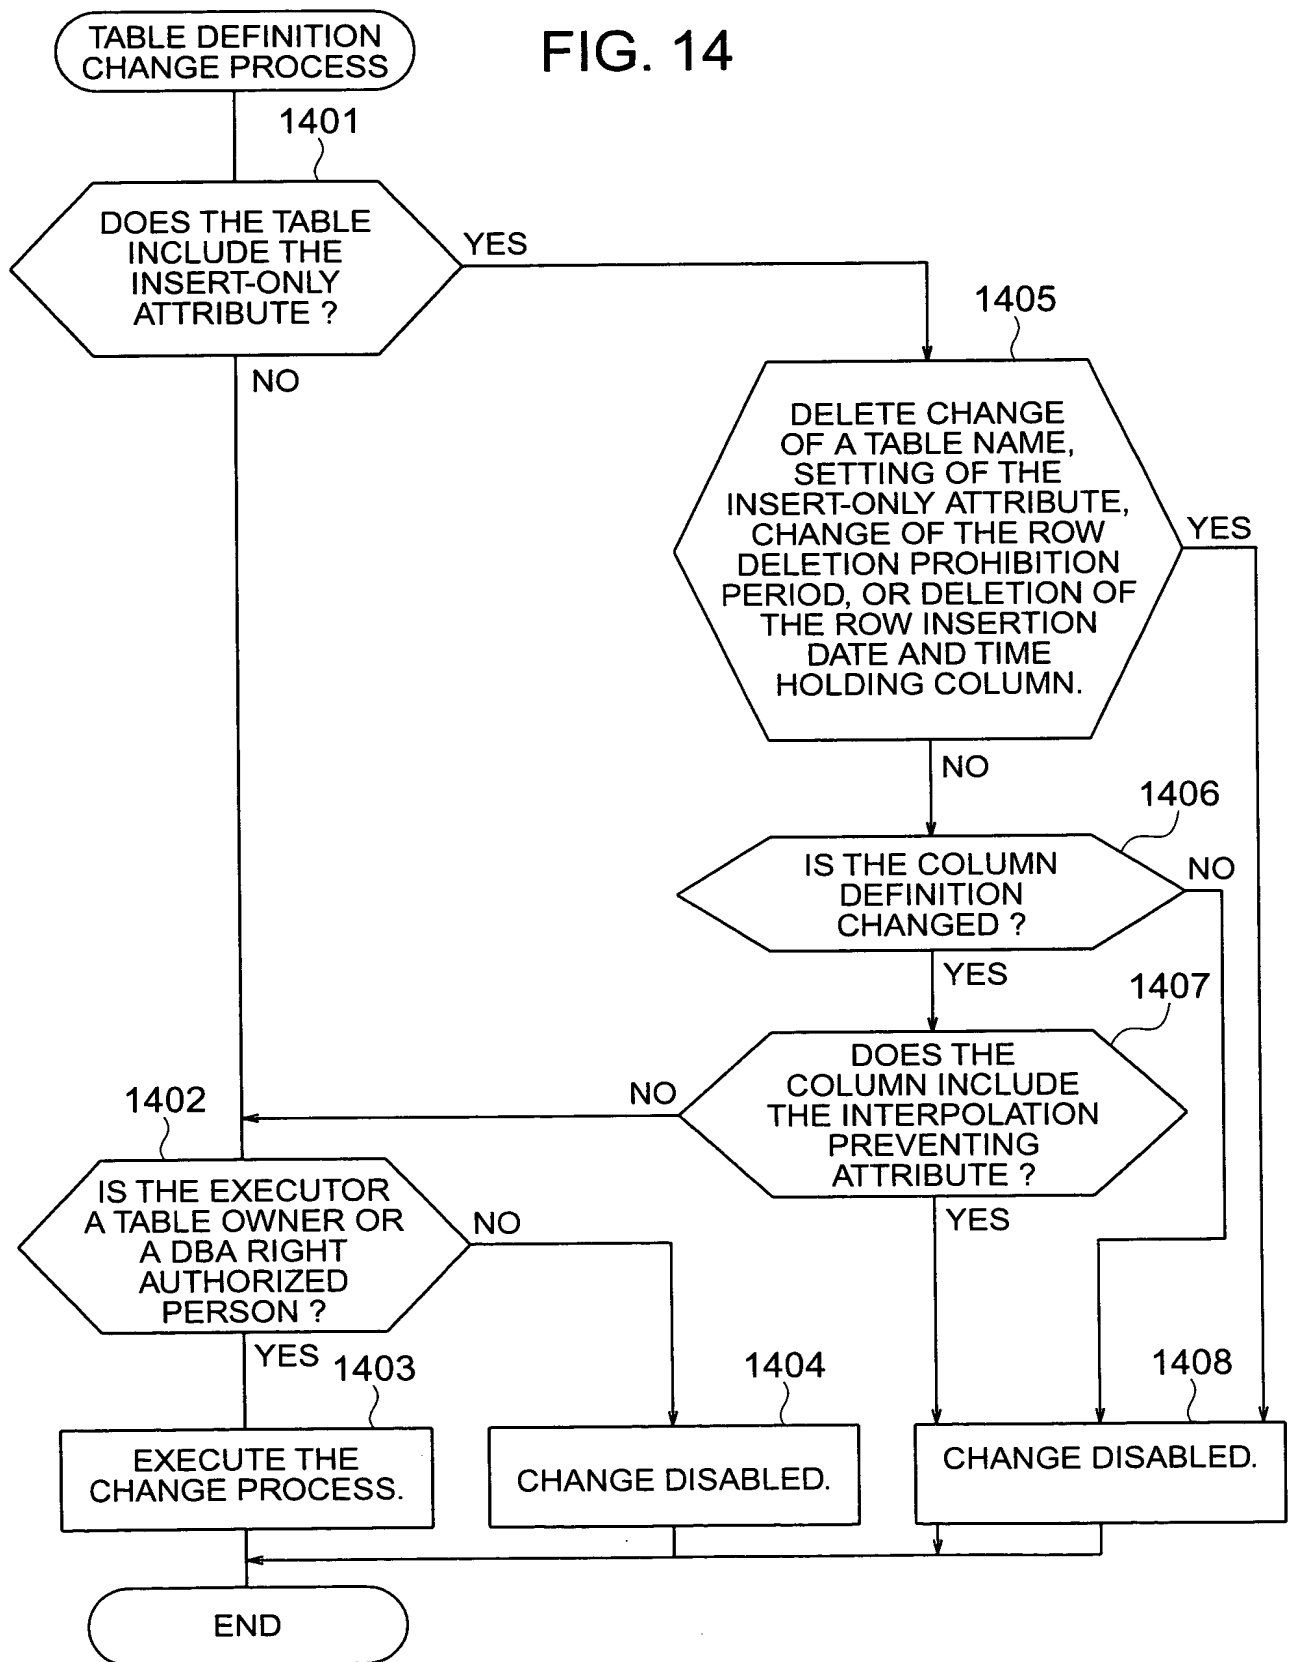 TABLE DEFINITION
CHANGE PROCESS
FIG. 14
1401
DOES THE TABLE
INCLUDE THE
INSERT-ONLY
ATTRIBUTE ?
YES
NO
1405
DELETE CHANGE
OF A TABLE NAME,
SETTING OF THE
INSERT-ONLY ATTRIBUTE,
CHANGE OF THE ROW
DELETION PROHIBITION
PERIOD, OR DELETION OF
THE ROW INSERTION
DATE AND TIME
HOLDING COLUMN.
YES
NO
1406
IS THE COLUMN
DEFINITION
CHANGED ?
NO
YES
1407
DOES THE
COLUMN INCLUDE
THE INTERPOLATION
PREVENTING
ATTRIBUTE ?
NO
YES
1402
IS THE EXECUTOR
A TABLE OWNER OR
A DBA RIGHT
AUTHORIZED
PERSON ?
NO
YES
1403
EXECUTE THE
CHANGE PROCESS.
1404
CHANGE DISABLED.
1408
CHANGE DISABLED.
END